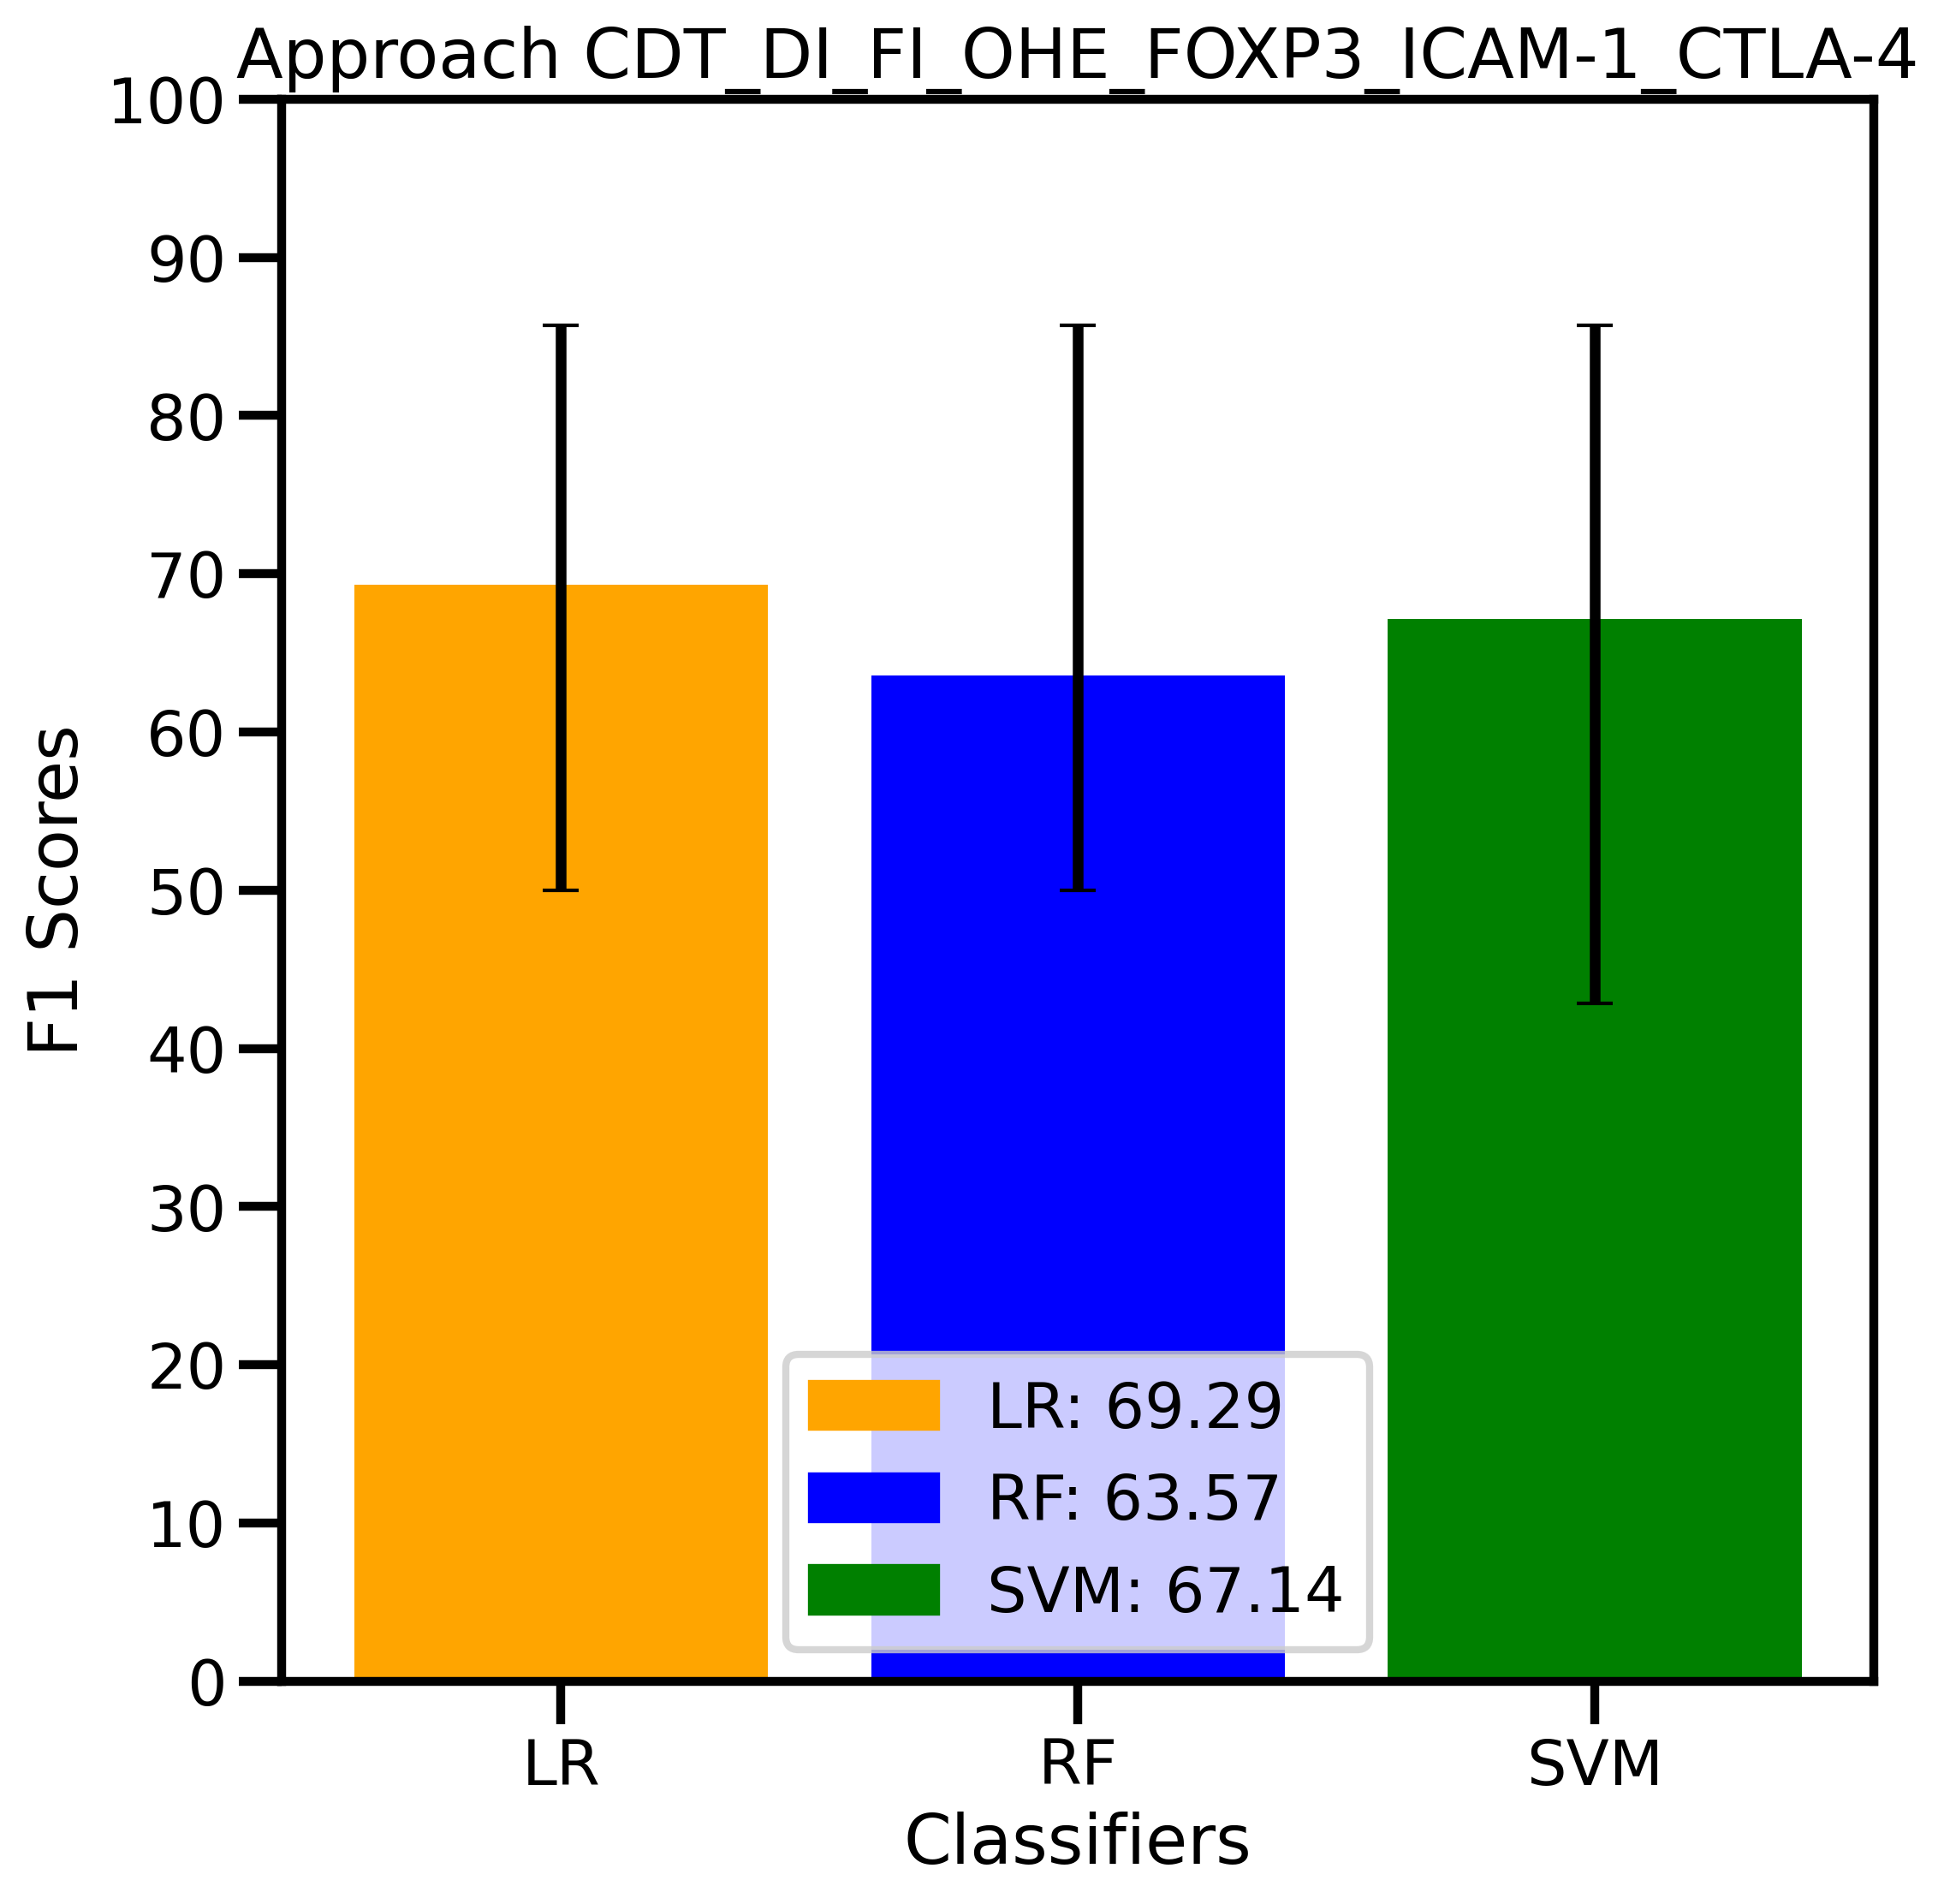 Approach CDT_DI_FI_OHE_FOXP3_ICAM-1_CTLA-4
100
90
80
70
60
50
40
30
20
10
0
F1 Scores
LR: 69.29
RF: 63.57
SVM: 67.14
LR
RF
SVM
Classifiers